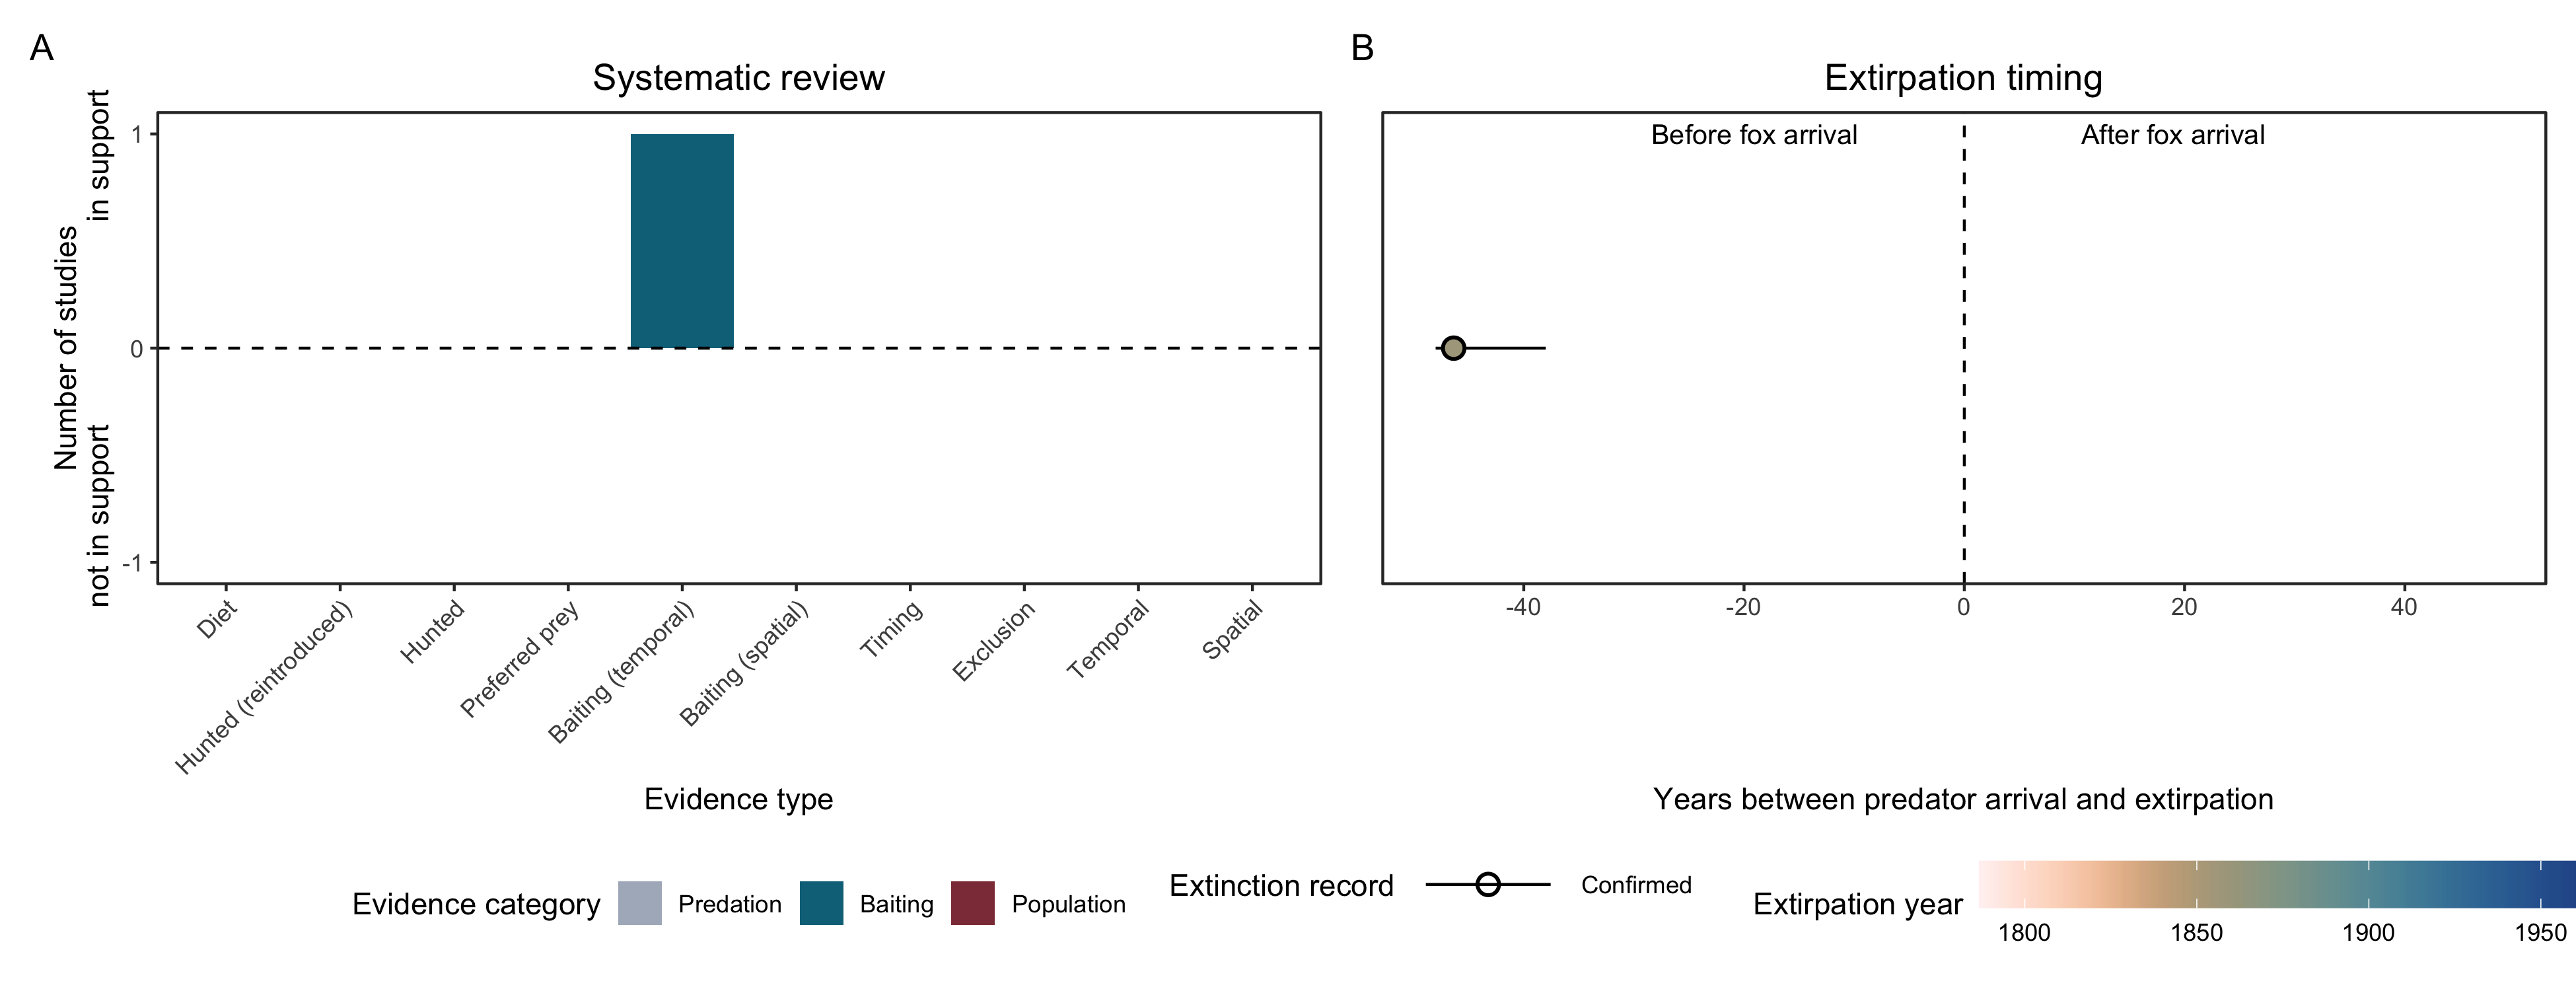 A
Systematic review
Number of studies
not in support
in support
1
0
-1
Diet
Hunted (reintroduced)
Hunted
Preferred prey
Baiting (temporal)
Baiting (spatial)
Timing
Exclusion
Temporal
Spatial
Evidence type
B
Extirpation timing
Before fox arrival
After fox arrival
-40
-20
0
20
40
Years between predator arrival and extirpation
Evidence category
Predation
Baiting
Population
Extinction record
Confirmed
Extirpation year
1800
1850
1900
1950